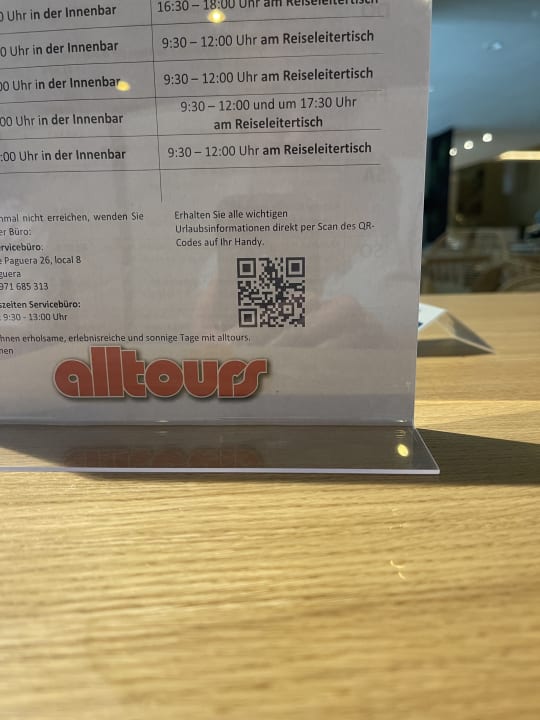 0 Uhr in der Innenbar
16:30 – 18:00 Uhr am Reiseleitertisch
0 Uhr in der Innenbar
9:30 – 12:00 Uhr am Reiseleitertisch
00 Uhr in der Innenbar
9:30 – 12:00 Uhr am Reiseleitertisch
00 Uhr in der Innenbar
9:30 – 12:00 und um 17:30 Uhr
am Reiseleitertisch
:00 Uhr in der Innenbar
9:30 – 12:00 Uhr am Reiseleitertisch
nmal nicht erreichen, wenden Sie
er Büro:
ervicebüro:
e Paguera 26, local 8
guera
971 685 313
szeiten Servicebüro:
: 9:30 - 13:00 Uhr
Erhalten Sie alle wichtigen
Urlaubsinformationen direkt per Scan des QR-
Codes auf Ihr Handy.
hnen erholsame, erlebnisreiche und sonnige Tage mit alltours.
nen
alltours